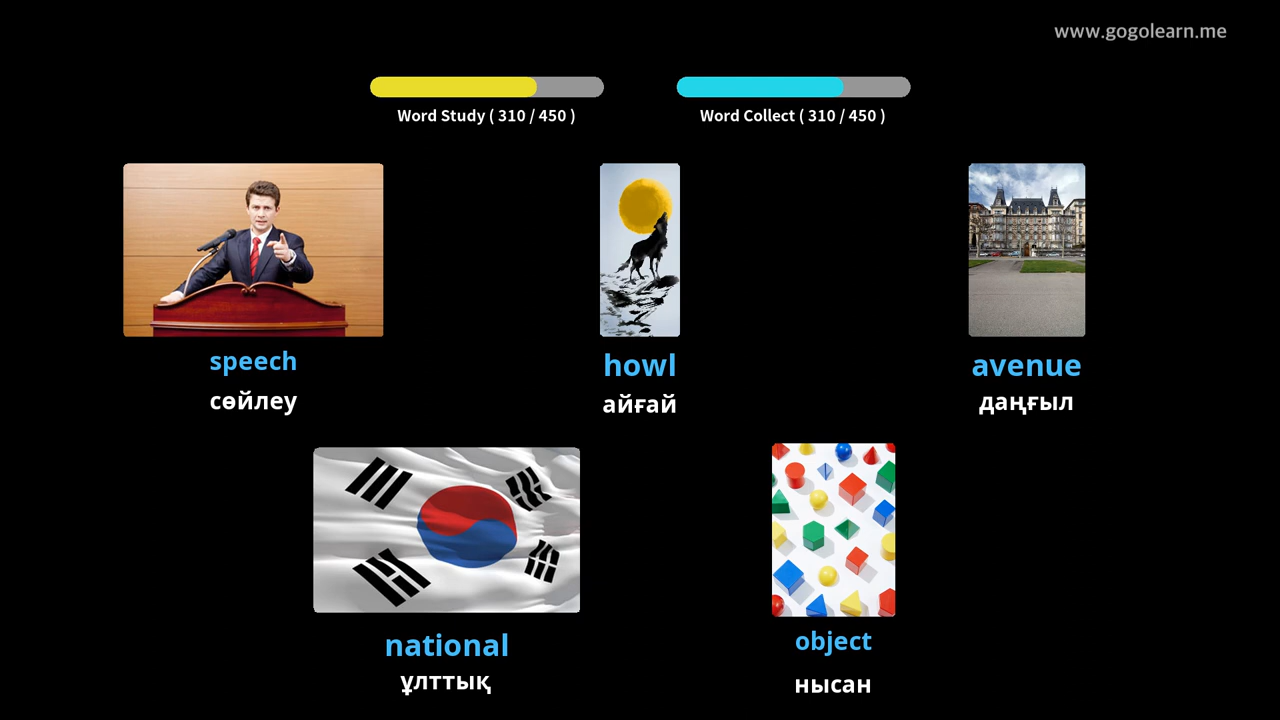 www.gogolearn.me
Word Study ( 310 / 450 )
Word Collect ( 310 / 450 )
speech
сөйлеу
howl
айғай
avenue
даңғыл
national
ұлттық
object
нысан